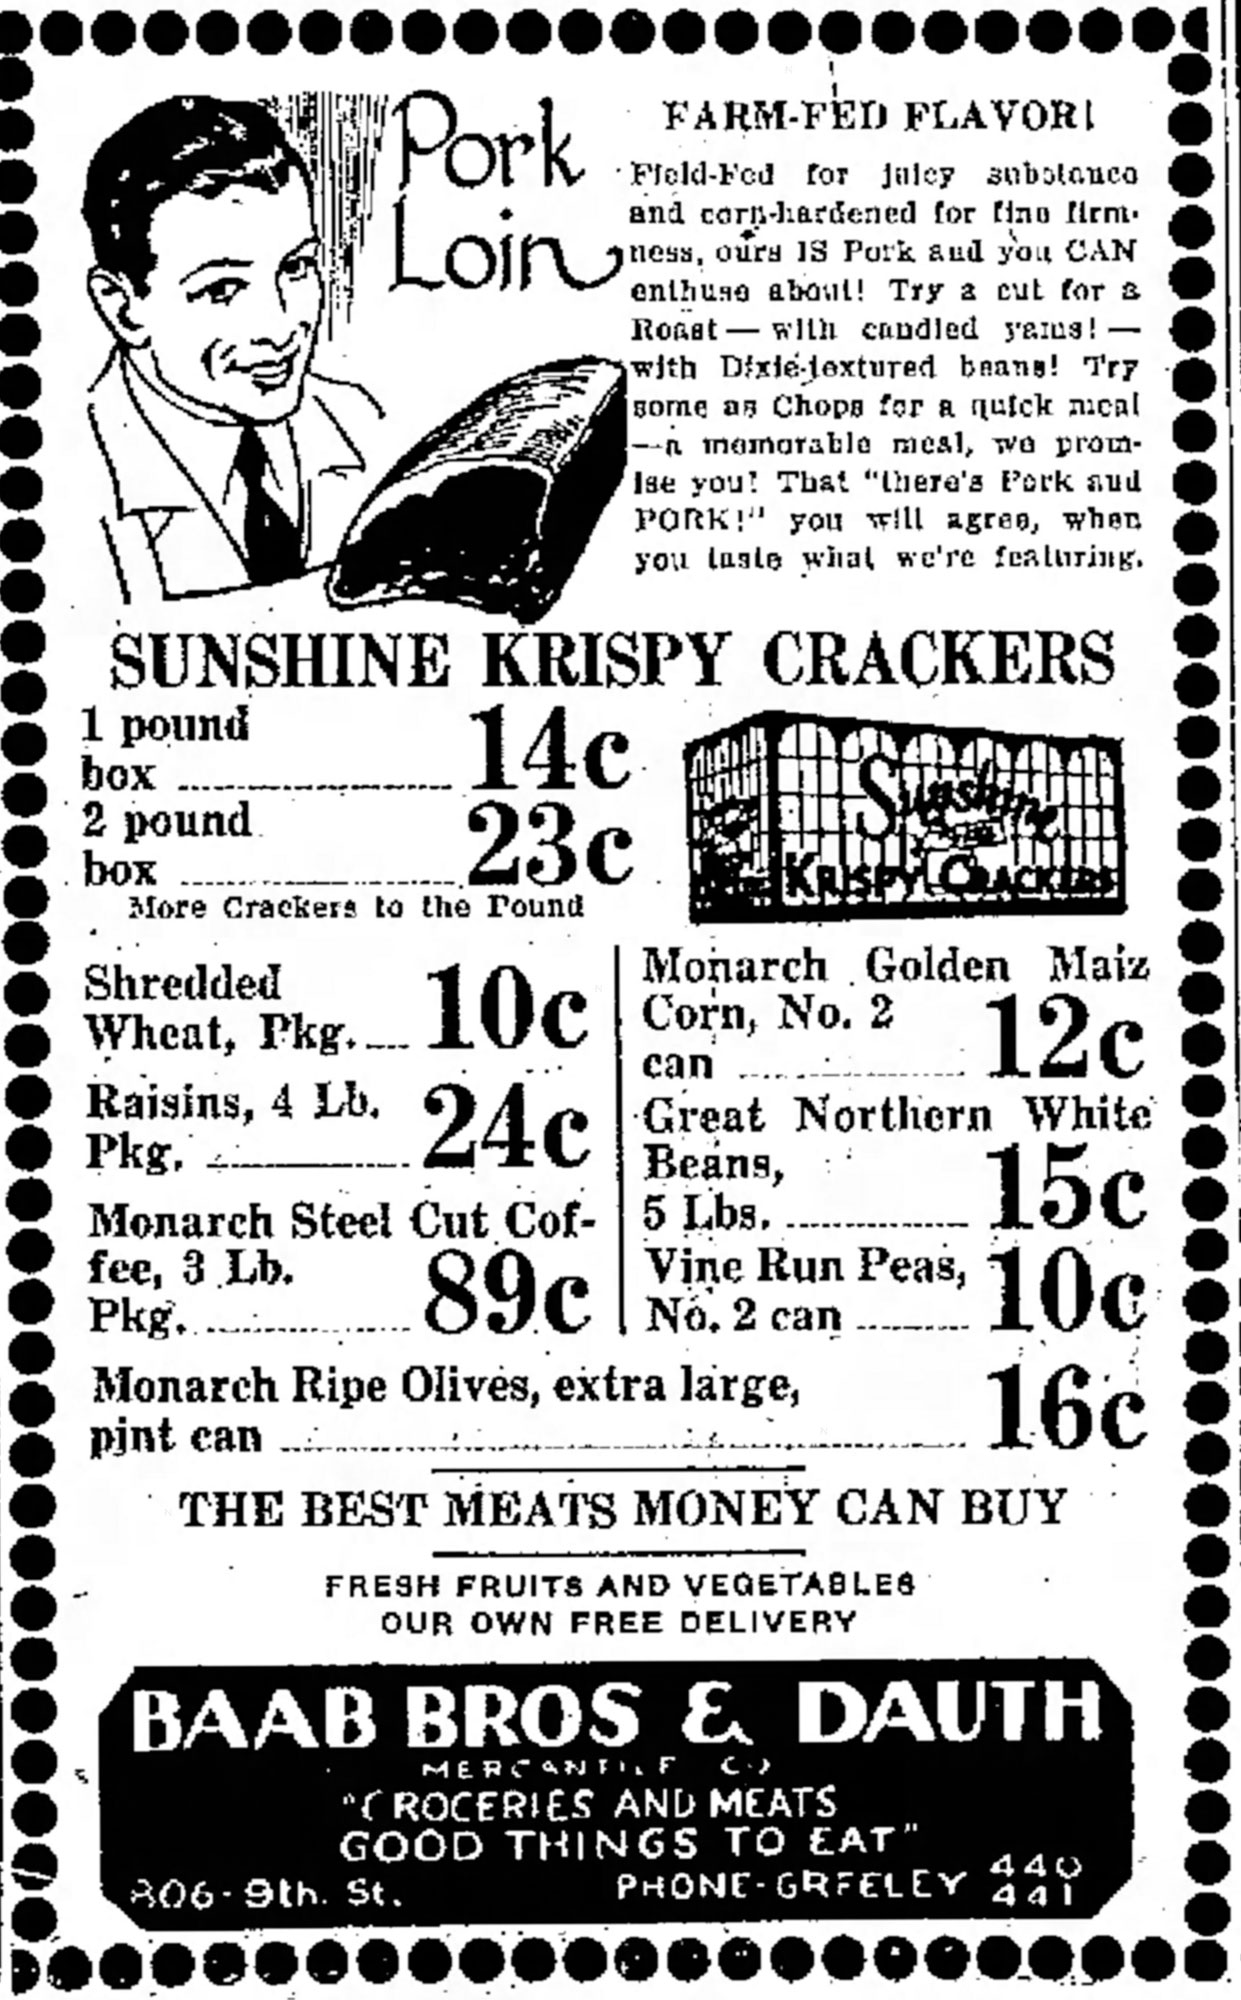 Pork
Loin
FARM-FED FLAVOR!
Field-Fed for juicy substance
and corn-hardened for fine firm-
ness, ours IS Pork and you CAN
enthuse about! Try a cut for a
Roast — with candied yams! —
with Dixie-textured beans! Try
some as Chops for a quick meal
—a memorable meal, we prom-
ise you! That "there's Pork and
PORK!" you will agree, when
you taste what we're featuring.
SUNSHINE KRISPY CRACKERS
1 pound
box 14c
2 pound
box 23c
More Crackers to the Pound
Sunshine
KRISPY CRACKERS
Shredded
Wheat, Pkg. 10c
Raisins, 4 Lb.
Pkg. 24c
Monarch Steel Cut Cof-
fee, 3 Lb.
Pkg. 89c
Monarch Golden Maiz
Corn, No. 2
can 12c
Great Northern White
Beans,
5 Lbs. 15c
Vine Run Peas,
No. 2 can 10c
Monarch Ripe Olives, extra large,
pint can 16c
THE BEST MEATS MONEY CAN BUY
FRESH FRUITS AND VEGETABLES
OUR OWN FREE DELIVERY
BAAB BROS & DAUTH
MERCANTILE CO
"GROCERIES AND MEATS
GOOD THINGS TO EAT"
806-9th. St. PHONE-GREELEY 440
441